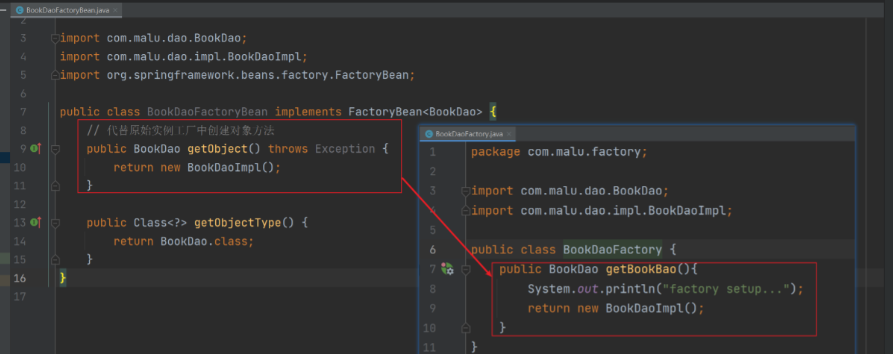 BookDaoFactoryBean.java
2
3 import com.malu.dao.BookDao;
4 import com.malu.dao.impl.BookDaoImpl;
5 import org.springframework.beans.factory.FactoryBean;
6
7 public class BookDaoFactoryBean implements FactoryBean<BookDao> {
8 // 代替原始实例工厂中创建对象方法
9 public BookDao getObject() throws Exception {
10 return new BookDaoImpl();
11 }
12
13 public Class<?> getObjectType() {
14 return BookDao.class;
15 }
16 }
17
BookDaoFactory.java
1 package com.malu.factory;
2
3 import com.malu.dao.BookDao;
4 import com.malu.dao.impl.BookDaoImpl;
5
6 public class BookDaoFactory {
7 public BookDao getBookBao(){
8 System.out.println("factory setup...");
9 return new BookDaoImpl();
10 }
11 }